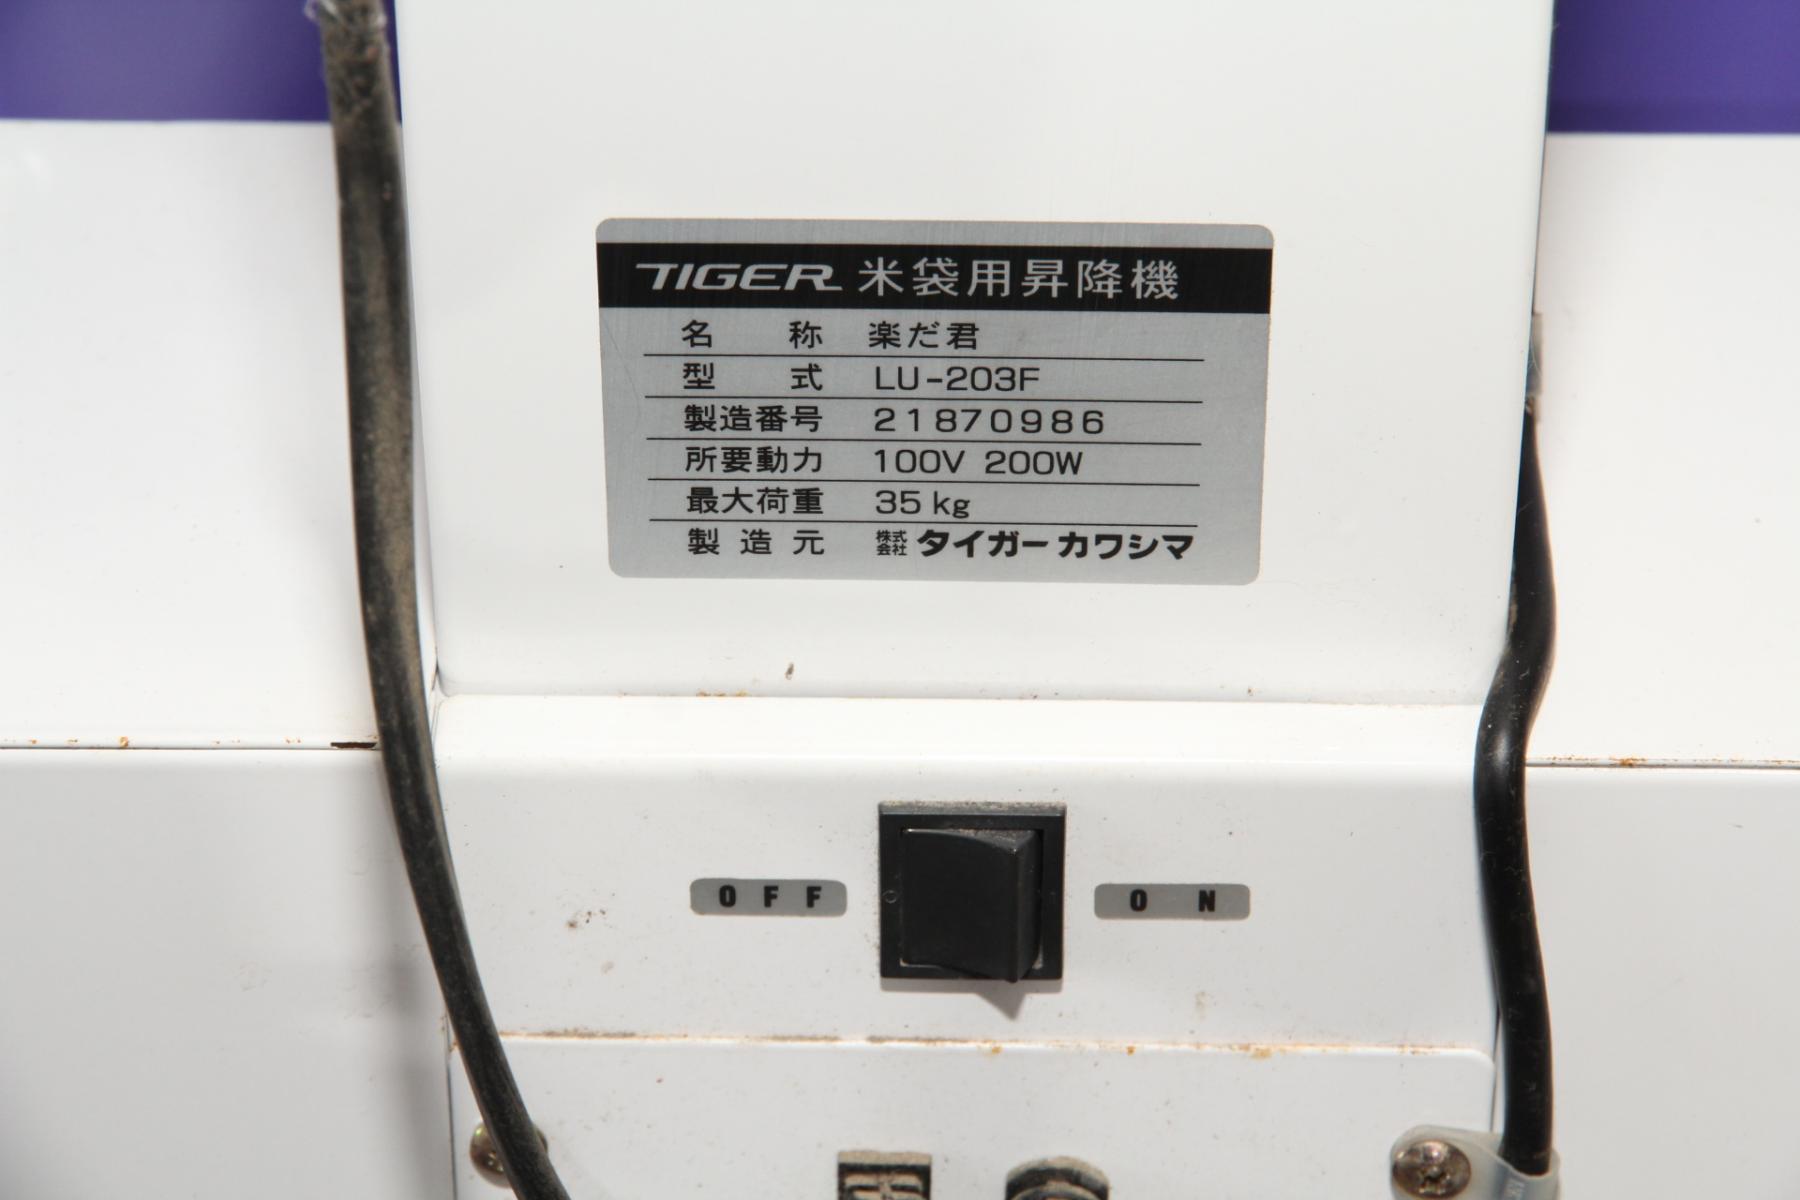 TIGER 米袋用昇降機
名称 楽だ君
型式 LU-203F
製造番号 21870986
所要動力 100V 200W
最大荷重 35kg
製造元 株式会社 タイガーカワシマ
OFF ON